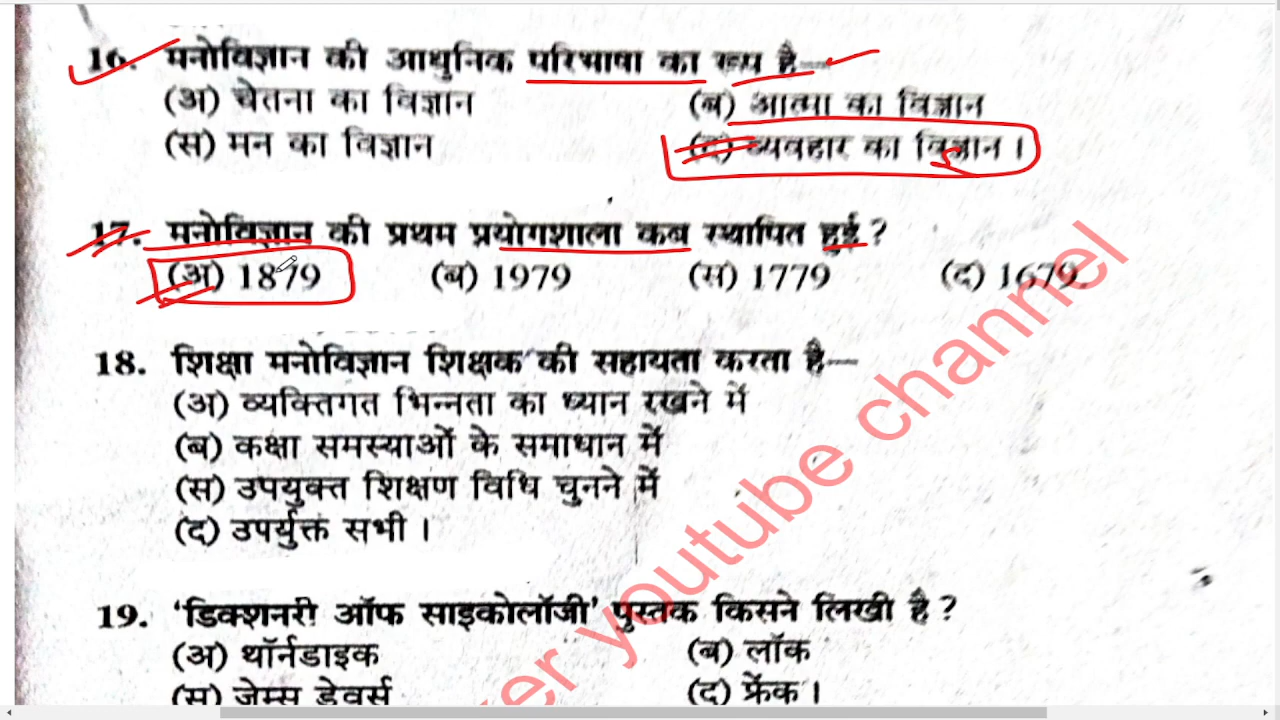 16. मनोविज्ञान की आधुनिक परिभाषा का रूप है—
(अ) चेतना का विज्ञान (ब) आत्मा का विज्ञान
(स) मन का विज्ञान (द) व्यवहार का विज्ञान ।
17. मनोविज्ञान की प्रथम प्रयोगशाला कब स्थापित हुई ?
(अ) 1879 (ब) 1979 (स) 1779 (द) 1679
18. शिक्षा मनोविज्ञान शिक्षक की सहायता करता है—
(अ) व्यक्तिगत भिन्नता का ध्यान रखने में
(ब) कक्षा समस्याओं के समाधान में
(स) उपयुक्त शिक्षण विधि चुनने में
(द) उपर्युक्त सभी ।
19. 'डिक्शनरी ऑफ साइकोलॉजी' पुस्तक किसने लिखी है ?
(अ) थॉर्नडाइक (ब) लॉक
(स) जेम्स डेवर्स (द) फ्रेंक ।
youtube channel